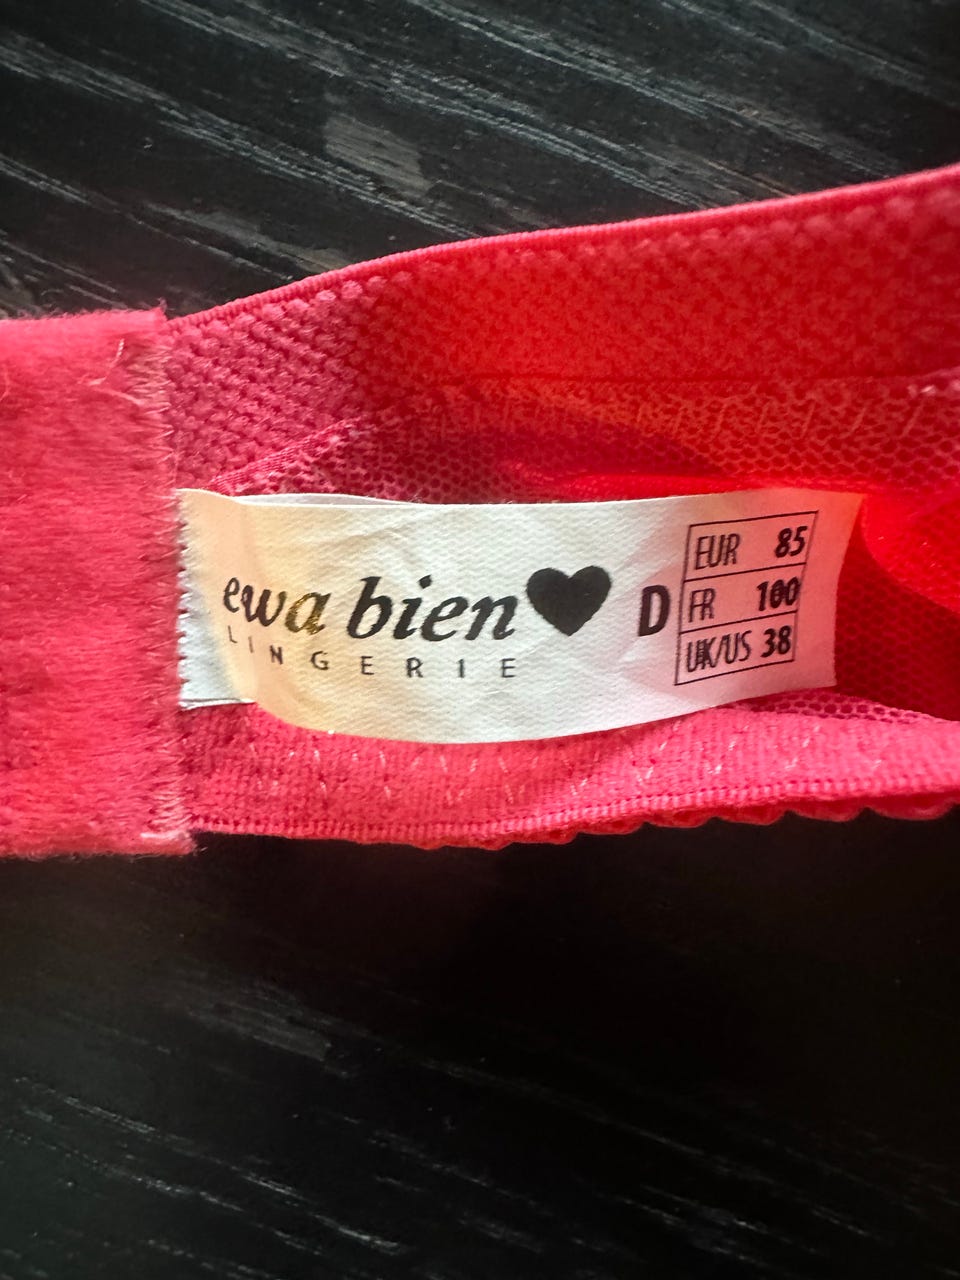 ewa bien
LINGERIE
D
EUR 85
FR 100
UK/US 38